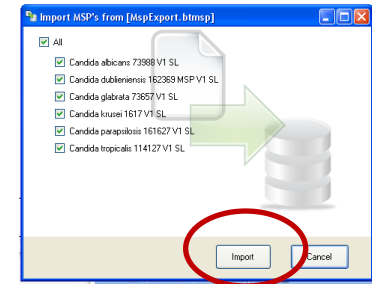 Import MSP's from [MspExport.btmsp]
All
Candida albicans 73988 V1 SL
Candida dublieniensis 162369 MSP V1 SL
Candida glabrata 73657 V1 SL
Candida krusei 1617 V1 SL
Candida parapsilosis 161627 V1 SL
Candida tropicalis 114127 V1 SL
Import Cancel